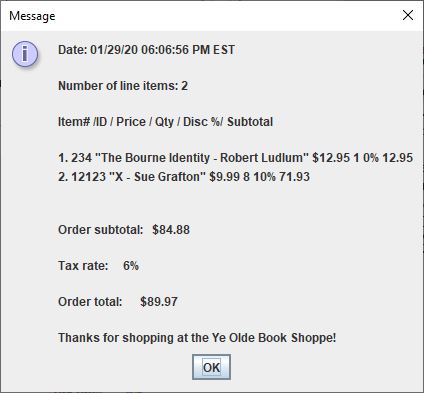 Message
Date: 01/29/20 06:06:56 PM EST
Number of line items: 2
Item# /ID / Price / Qty / Disc %/ Subtotal
1. 234 "The Bourne Identity - Robert Ludlum" $12.95 1 0% 12.95
2. 12123 "X - Sue Grafton" $9.99 8 10% 71.93
Order subtotal: $84.88
Tax rate: 6%
Order total: $89.97
Thanks for shopping at the Ye Olde Book Shoppe!
OK